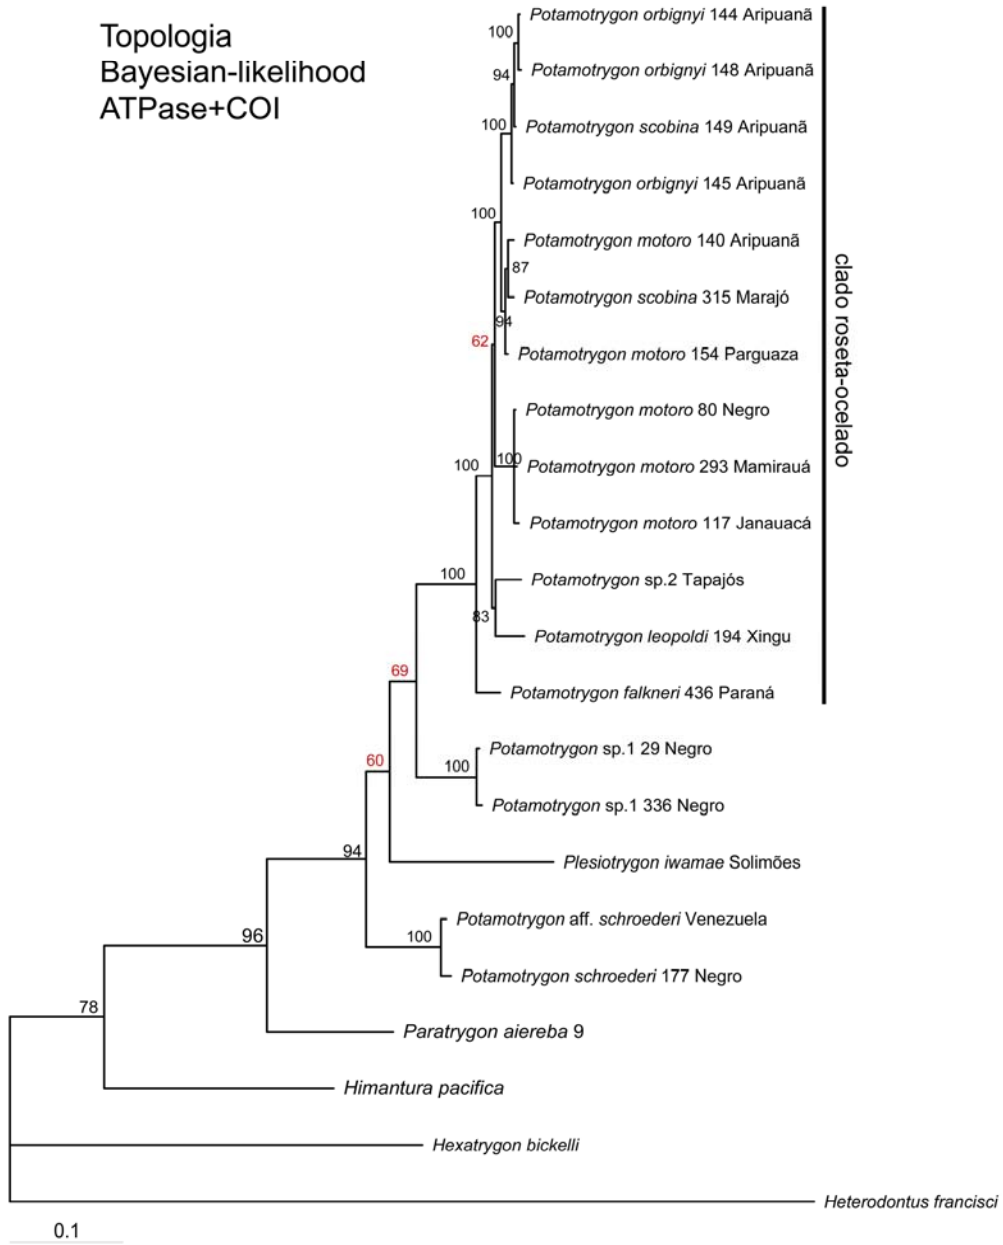 Topologia
Bayesian-likelihood
ATPase+COI
Potamotrygon orbignyi 144 Aripuanã
100
94
Potamotrygon orbignyi 148 Aripuanã
100
Potamotrygon scobina 149 Aripuanã
Potamotrygon orbignyi 145 Aripuanã
100
Potamotrygon motoro 140 Aripuanã
87
Potamotrygon scobina 315 Marajó
94
62
Potamotrygon motoro 154 Parguaza
clado roseta-ocelado
Potamotrygon motoro 80 Negro
100
100
Potamotrygon motoro 293 Mamirauá
Potamotrygon motoro 117 Janauacá
100
Potamotrygon sp.2 Tapajós
83
Potamotrygon leopoldi 194 Xingu
69
Potamotrygon falkneri 436 Paraná
Potamotrygon sp.1 29 Negro
60
100
Potamotrygon sp.1 336 Negro
94
Plesiotrygon iwamae Solimões
Potamotrygon aff. schroederi Venezuela
96
100
Potamotrygon schroederi 177 Negro
78
Paratrygon aiereba 9
Himantura pacifica
Hexatrygon bickelli
Heterodontus francisci
0.1